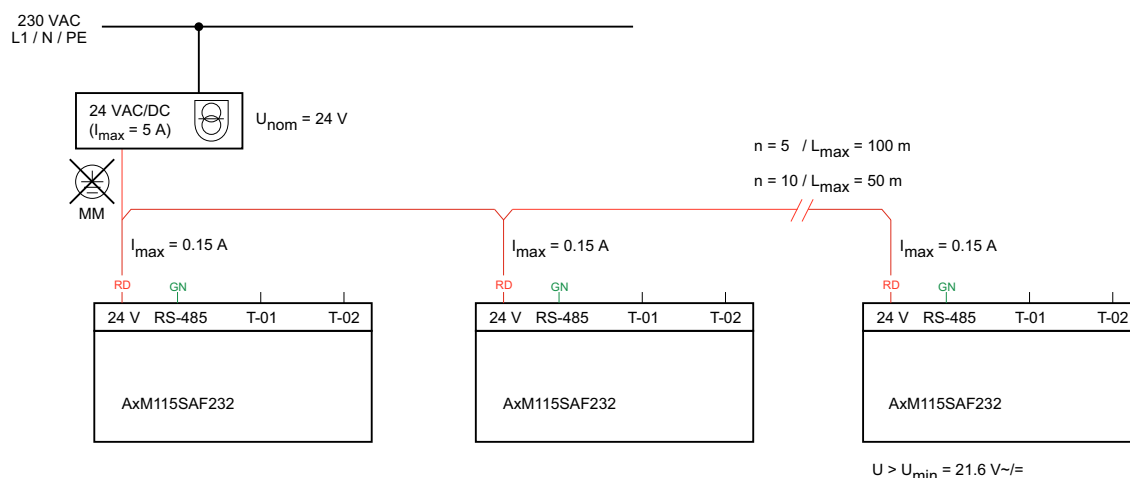 230 VAC
L1 / N / PE
24 VAC/DC
(Imax = 5 A)
Unom = 24 V
n = 5 / Lmax = 100 m
n = 10 / Lmax = 50 m
MM
Imax = 0.15 A
Imax = 0.15 A
Imax = 0.15 A
RD GN
RD GN
RD GN
24 V RS-485 T-01 T-02
24 V RS-485 T-01 T-02
24 V RS-485 T-01 T-02
AxM115SAF232
AxM115SAF232
AxM115SAF232
U > Umin = 21.6 V~/=